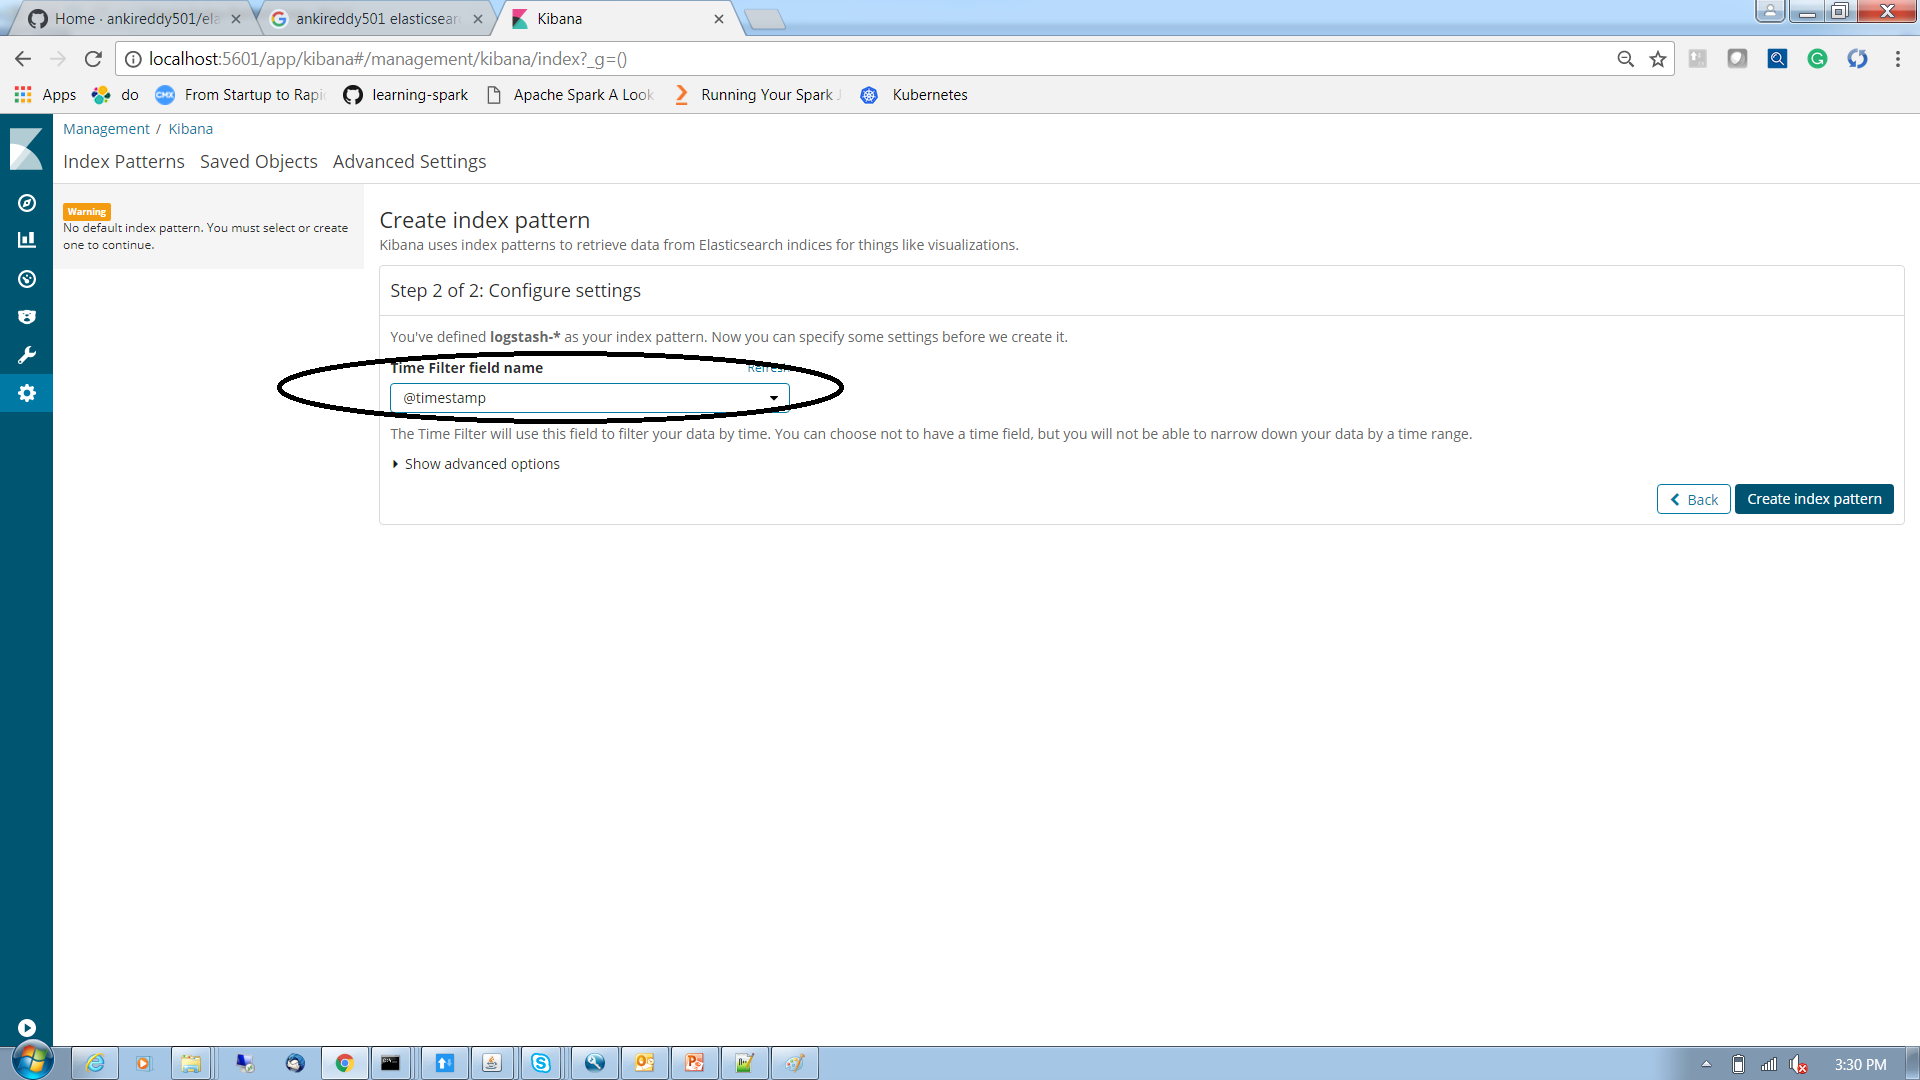 Home · ankireddy501/ela
ankireddy501 elasticsear
Kibana
localhost:5601/app/kibana#/management/kibana/index?_g=()
Apps
do
CMX
From Startup to Rapi
learning-spark
Apache Spark A Look
Running Your Spark J
Kubernetes
Management / Kibana
Index Patterns Saved Objects Advanced Settings
Warning
No default index pattern. You must select or create
one to continue.
Create index pattern
Kibana uses index patterns to retrieve data from Elasticsearch indices for things like visualizations.
Step 2 of 2: Configure settings
You've defined logstash-* as your index pattern. Now you can specify some settings before we create it.
Time Filter field name
Refresh
@timestamp
The Time Filter will use this field to filter your data by time. You can choose not to have a time field, but you will not be able to narrow down your data by a time range.
Show advanced options
Back
Create index pattern
3:30 PM